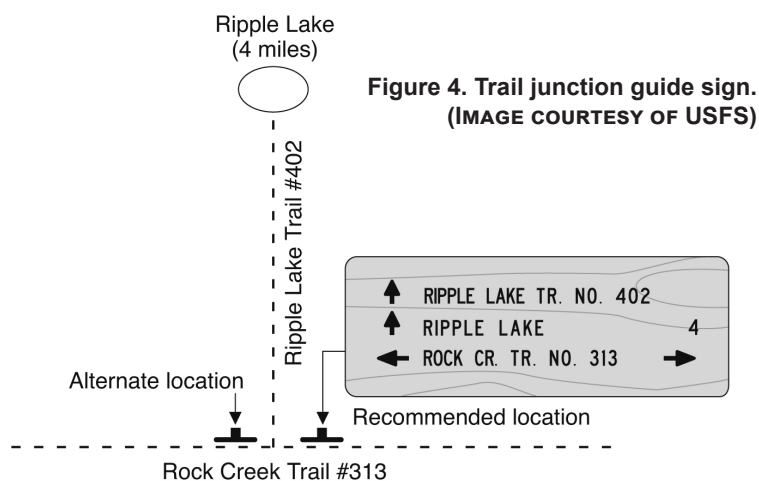 Ripple Lake
(4 miles)
Figure 4. Trail junction guide sign.
(IMAGE COURTESY OF USFS)
Ripple Lake Trail #402
RIPPLE LAKE TR. NO. 402
RIPPLE LAKE 4
ROCK CR. TR. NO. 313
Alternate location
Recommended location
Rock Creek Trail #313